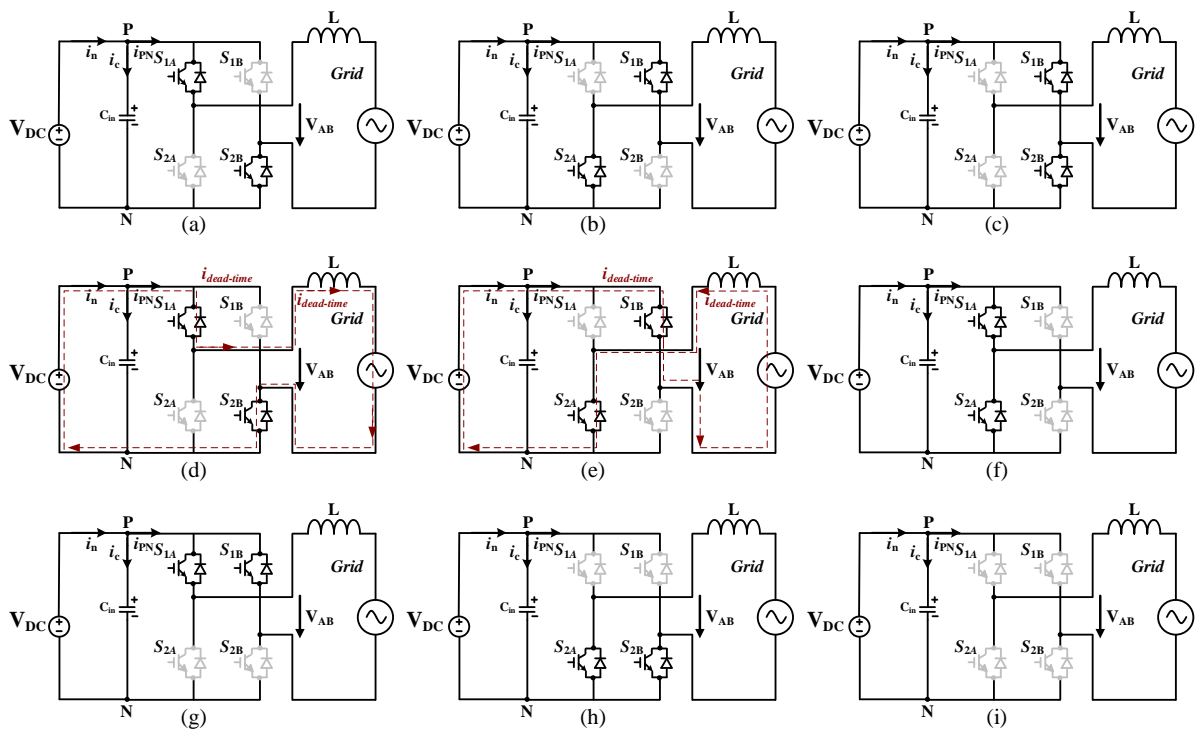 P L P L P L
i_n i_PN S_1A S_1B i_n i_PN S_1A S_1B i_n i_PN S_1A S_1B
i_c Grid i_c Grid i_c Grid
V_DC C_in + V_AB V_DC C_in + V_AB V_DC C_in + V_AB
S_2A S_2B S_2A S_2B S_2A S_2B
N N N
(a) (b) (c)
P i_dead-time L P i_dead-time L P L
i_n i_PN S_1A S_1B i_dead-time i_n i_PN S_1A S_1B i_dead-time i_n i_PN S_1A S_1B
i_c Grid i_c Grid i_c Grid
V_DC C_in + V_AB V_DC C_in + V_AB V_DC C_in + V_AB
S_2A S_2B S_2A S_2B S_2A S_2B
N N N
(d) (e) (f)
P L P L P L
i_n i_PN S_1A S_1B i_n i_PN S_1A S_1B i_n i_PN S_1A S_1B
i_c Grid i_c Grid i_c Grid
V_DC C_in + V_AB V_DC C_in + V_AB V_DC C_in + V_AB
S_2A S_2B S_2A S_2B S_2A S_2B
N N N
(g) (h) (i)